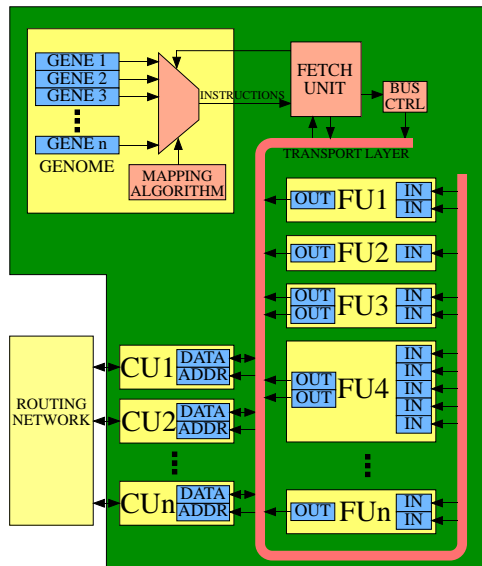 GENE 1
GENE 2
GENE 3
GENE n
GENOME
MAPPING
ALGORITHM
INSTRUCTIONS
FETCH
UNIT
BUS
CTRL
TRANSPORT LAYER
OUT
FU1
IN
IN
OUT
FU2
IN
OUT
OUT
FU3
IN
IN
OUT
OUT
FU4
IN
IN
IN
IN
IN
OUT
FUn
IN
IN
ROUTING
NETWORK
CU1
DATA
ADDR
CU2
DATA
ADDR
CUn
DATA
ADDR